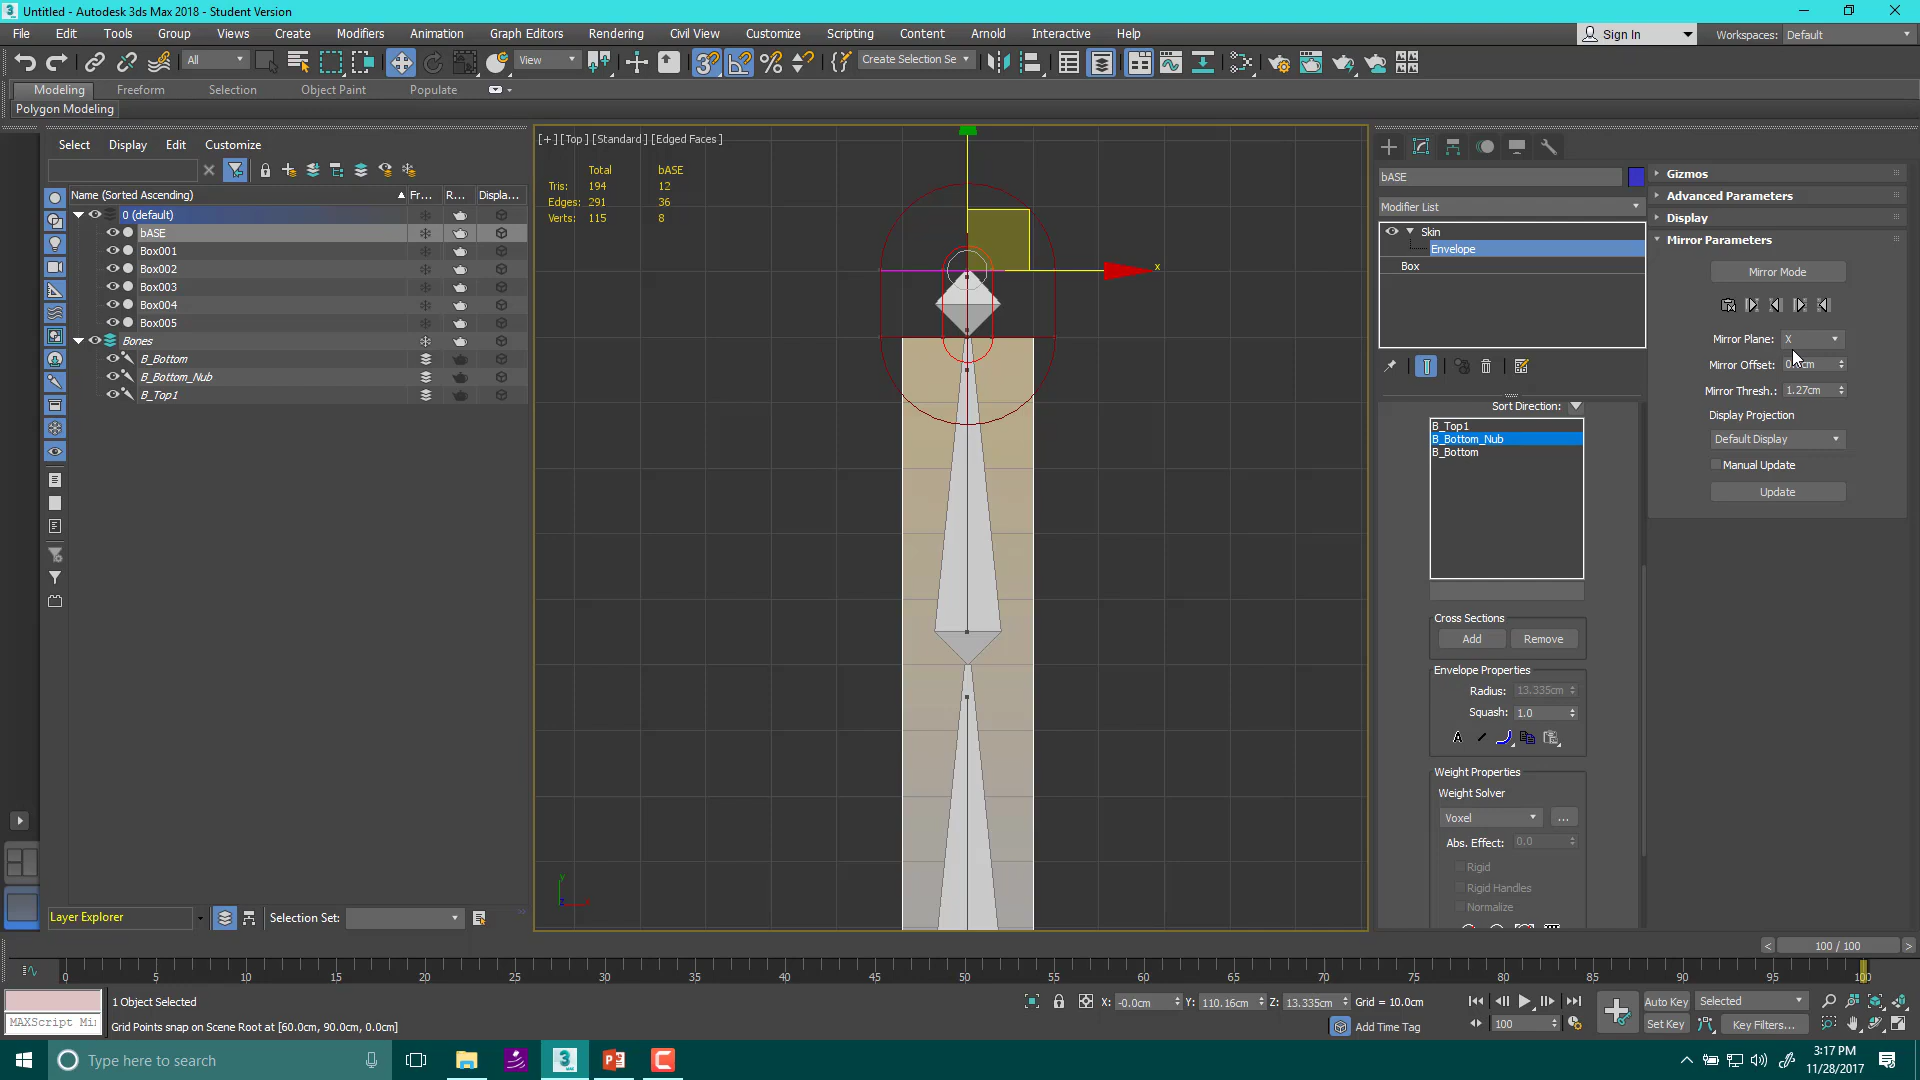 Untitled - Autodesk 3ds Max 2018 - Student Version
File Edit Tools Group Views Create Modifiers Animation Graph Editors Rendering Civil View Customize Scripting Content Arnold Interactive Help
Sign In Workspaces: Default
All View Create Selection Se
Modeling Freeform Selection Object Paint Populate
Polygon Modeling
Select Display Edit Customize
Name (Sorted Ascending) Fr... R... Displa...
0 (default)
bASE
Box001
Box002
Box003
Box004
Box005
Bones
B_Bottom
B_Bottom_Nub
B_Top1
Layer Explorer Selection Set:
[+] [Top] [Standard] [Edged Faces]
Total bASE
Tris: 194 12
Edges: 291 36
Verts: 115 8
x
y
z
bASE
Modifier List
Skin
Envelope
Box
Sort Direction:
B_Top1
B_Bottom_Nub
B_Bottom
Cross Sections
Add Remove
Envelope Properties
Radius: 13.335cm
Squash: 1.0
A
Weight Properties
Weight Solver
Voxel ...
Abs. Effect: 0.0
Rigid
Rigid Handles
Normalize
Gizmos
Advanced Parameters
Display
Mirror Parameters
Mirror Mode
Mirror Plane: X
Mirror Offset:
Mirror Thresh.: 1.27cm
Display Projection
Default Display
Manual Update
Update
< 100 / 100 >
0 5 10 15 20 25 30 35 40 45 50 55 60 65 70 75 80 85 90 95 100
1 Object Selected
X: -0.0cm Y: 110.16cm Z: 13.335cm Grid = 10.0cm
Auto Key Selected
MAXScript Mi
Grid Points snap on Scene Root at [60.0cm, 90.0cm, 0.0cm]
Add Time Tag
100
Set Key Key Filters...
Type here to search
3:17 PM
11/28/2017